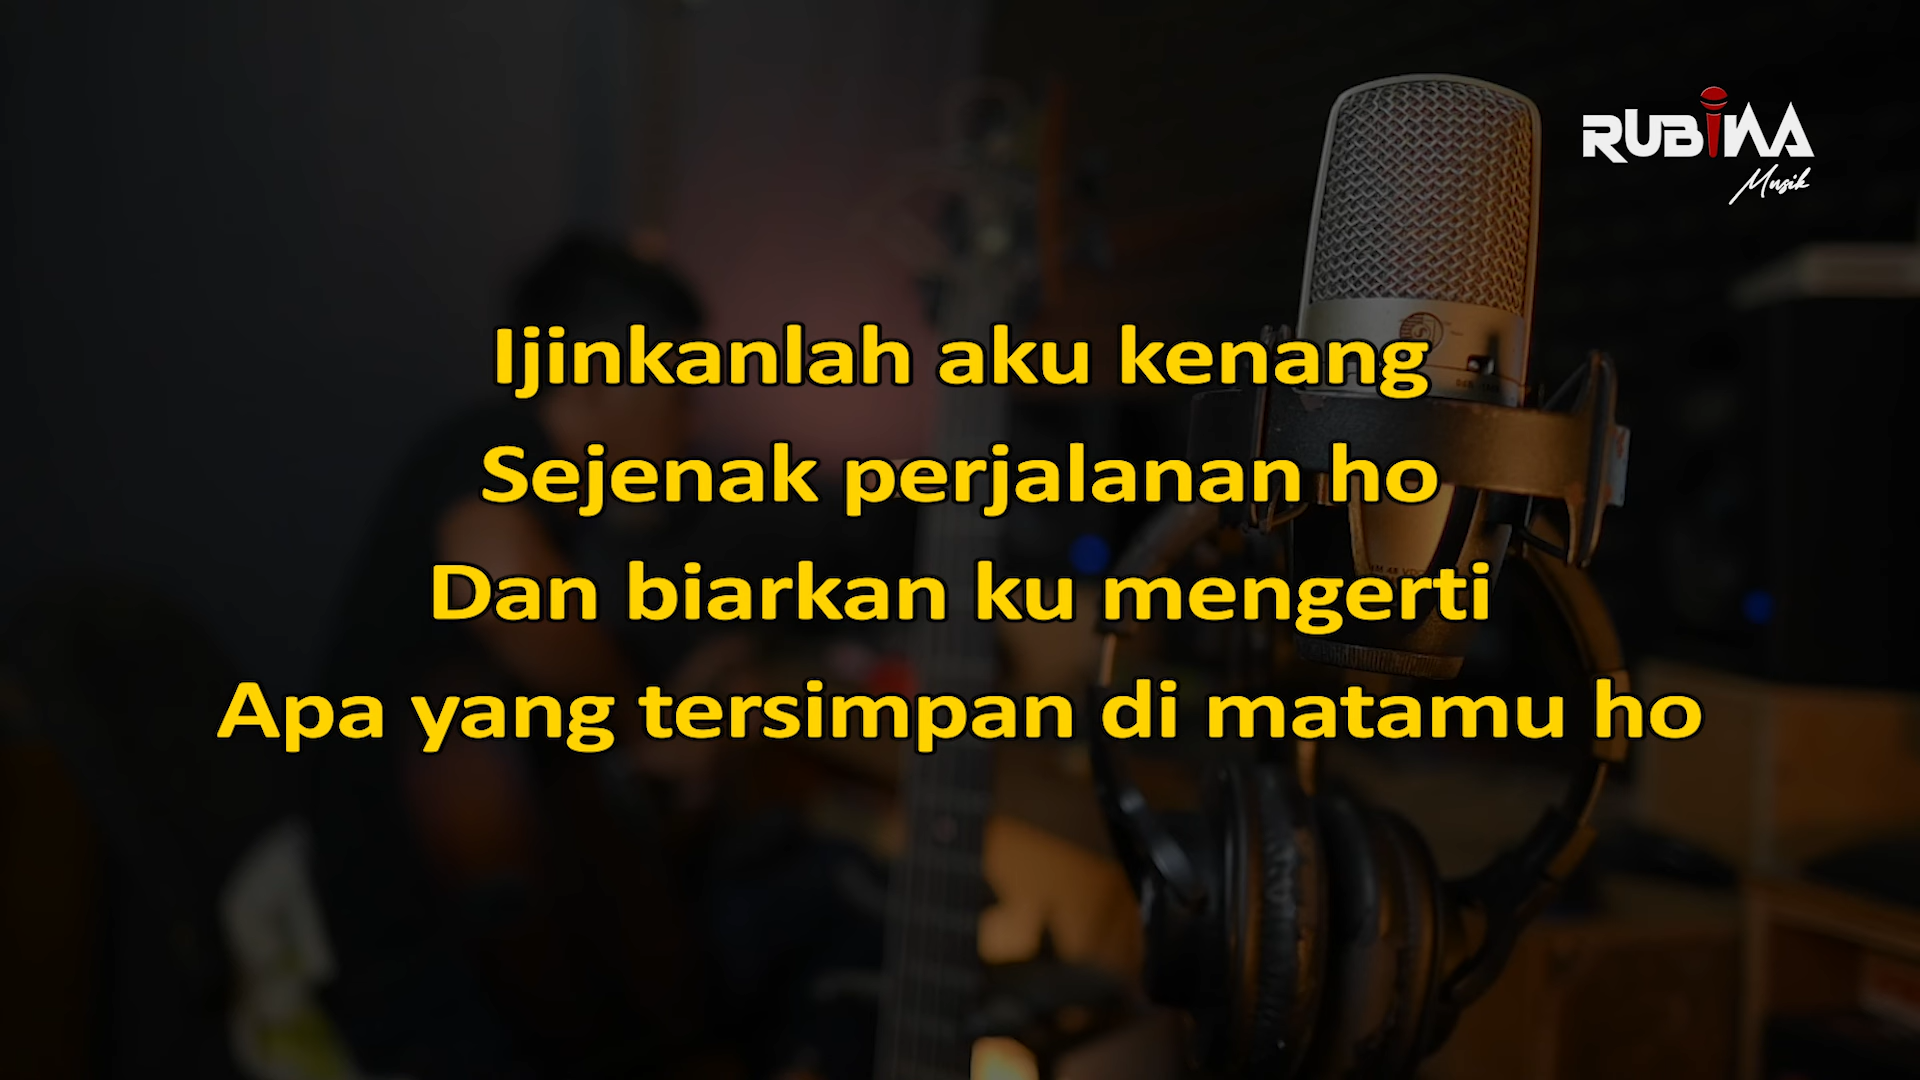 RUBINA
Musik
Ijinkanlah aku kenang
Sejenak perjalanan ho
Dan biarkan ku mengerti
Apa yang tersimpan di matamu ho